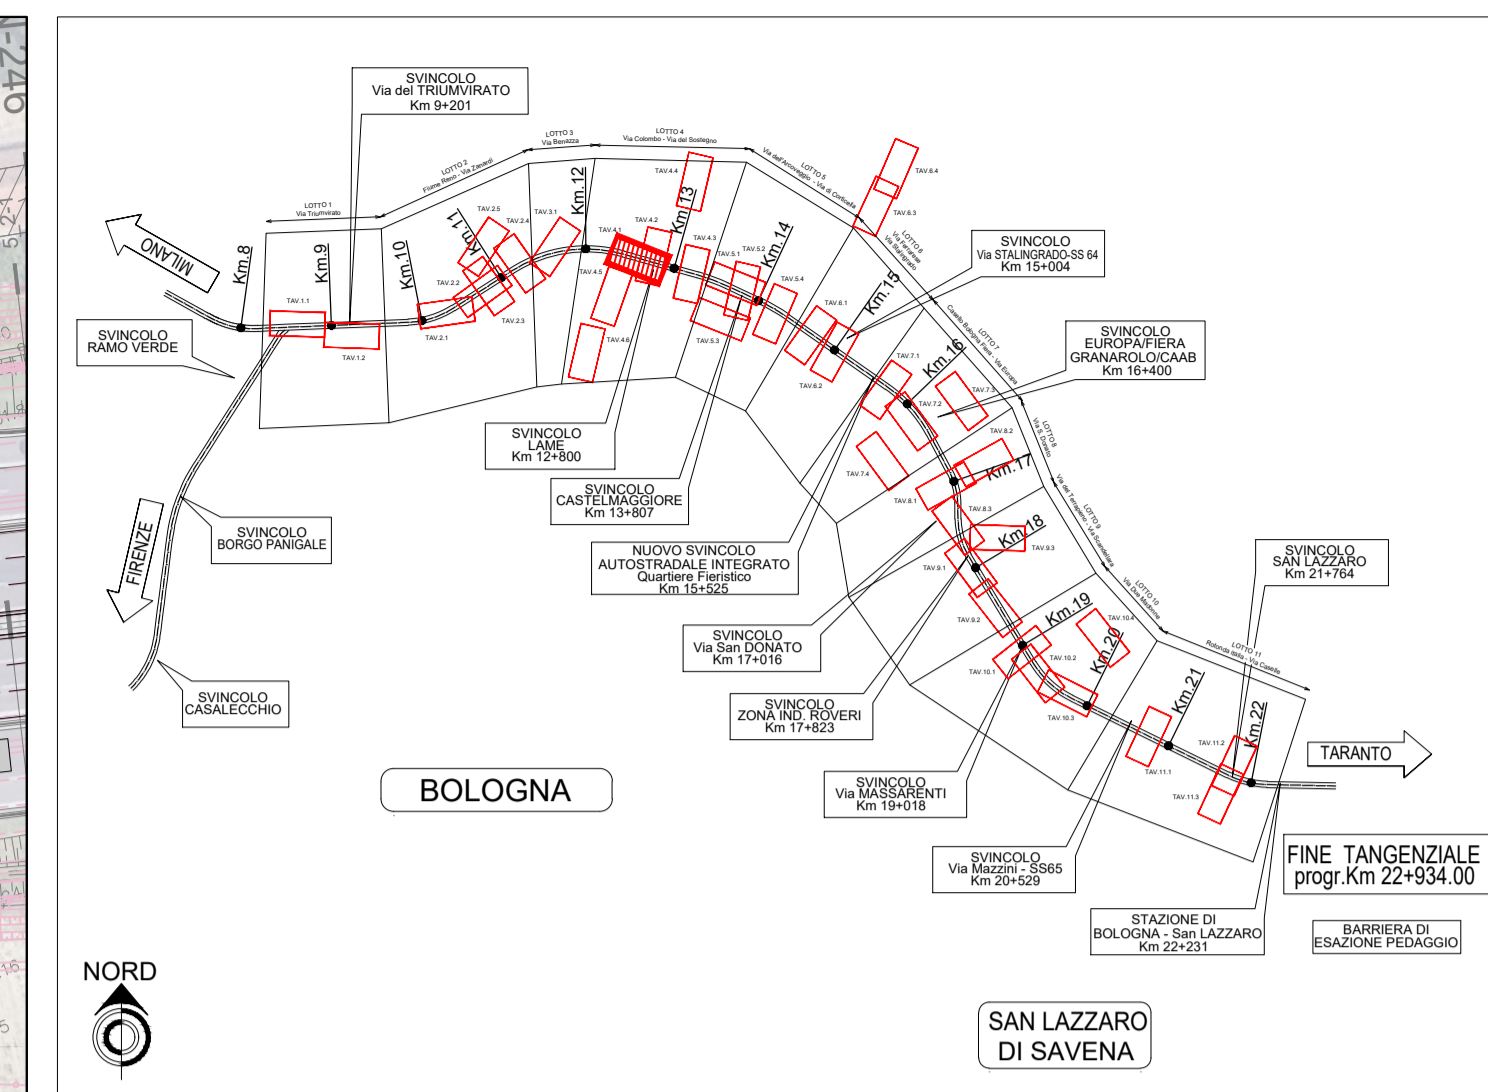 SVINCOLO
Via del TRIUMVIRATO
Km 9+201
LOTTO 1
Via Triumvirato
LOTTO 2
Fiume Reno - Via Zanardi
LOTTO 3
Via Benazza
LOTTO 4
Via Colombo - Via del Sostegno
LOTTO 5
Via dell'Arcoveggio - Via di Corticella
LOTTO 6
Via Ferrarese
Via Stalingrado
LOTTO 7
Casello Bologna Fiera - Via Europa
LOTTO 8
Via S. Donato
LOTTO 9
Via del Terrapieno - Via Scandellara
LOTTO 10
Via Due Madonne
LOTTO 11
Rotonda Italia - Via Caselle
MILANO
Km.8
Km.9
Km.10
Km.11
Km.12
Km.13
Km.14
Km.15
Km.16
Km.17
Km.18
Km.19
Km.20
Km.21
Km.22
TAV.1.1
TAV.1.2
TAV.2.1
TAV.2.2
TAV.2.3
TAV.2.4
TAV.2.5
TAV.3.1
TAV.4.1
TAV.4.2
TAV.4.3
TAV.4.4
TAV.4.5
TAV.4.6
TAV.5.1
TAV.5.2
TAV.5.3
TAV.5.4
TAV.6.1
TAV.6.2
TAV.6.3
TAV.6.4
TAV.7.1
TAV.7.2
TAV.7.3
TAV.7.4
TAV.8.1
TAV.8.2
TAV.8.3
TAV.9.1
TAV.9.2
TAV.9.3
TAV.10.1
TAV.10.2
TAV.10.3
TAV.10.4
TAV.11.1
TAV.11.2
TAV.11.3
SVINCOLO
Via STALINGRADO-SS 64
Km 15+004
SVINCOLO
EUROPA/FIERA
GRANAROLO/CAAB
Km 16+400
SVINCOLO
RAMO VERDE
SVINCOLO
LAME
Km 12+800
SVINCOLO
CASTELMAGGIORE
Km 13+807
SVINCOLO
BORGO PANIGALE
FIRENZE
NUOVO SVINCOLO
AUTOSTRADALE INTEGRATO
Quartiere Fieristico
Km 15+525
SVINCOLO
SAN LAZZARO
Km 21+764
SVINCOLO
Via San DONATO
Km 17+016
SVINCOLO
CASALECCHIO
SVINCOLO
ZONA IND. ROVERI
Km 17+823
TARANTO
BOLOGNA
SVINCOLO
Via MASSARENTI
Km 19+018
SVINCOLO
Via Mazzini - SS65
Km 20+529
FINE TANGENZIALE
progr.Km 22+934.00
STAZIONE DI
BOLOGNA - San LAZZARO
Km 22+231
BARRIERA DI
ESAZIONE PEDAGGIO
NORD
SAN LAZZARO
DI SAVENA